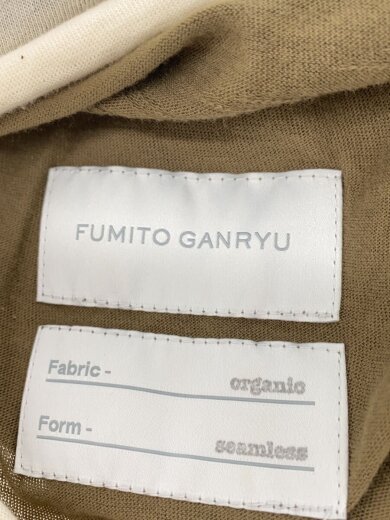 FUMITO GANRYU
Fabric - organic
Form - seamless